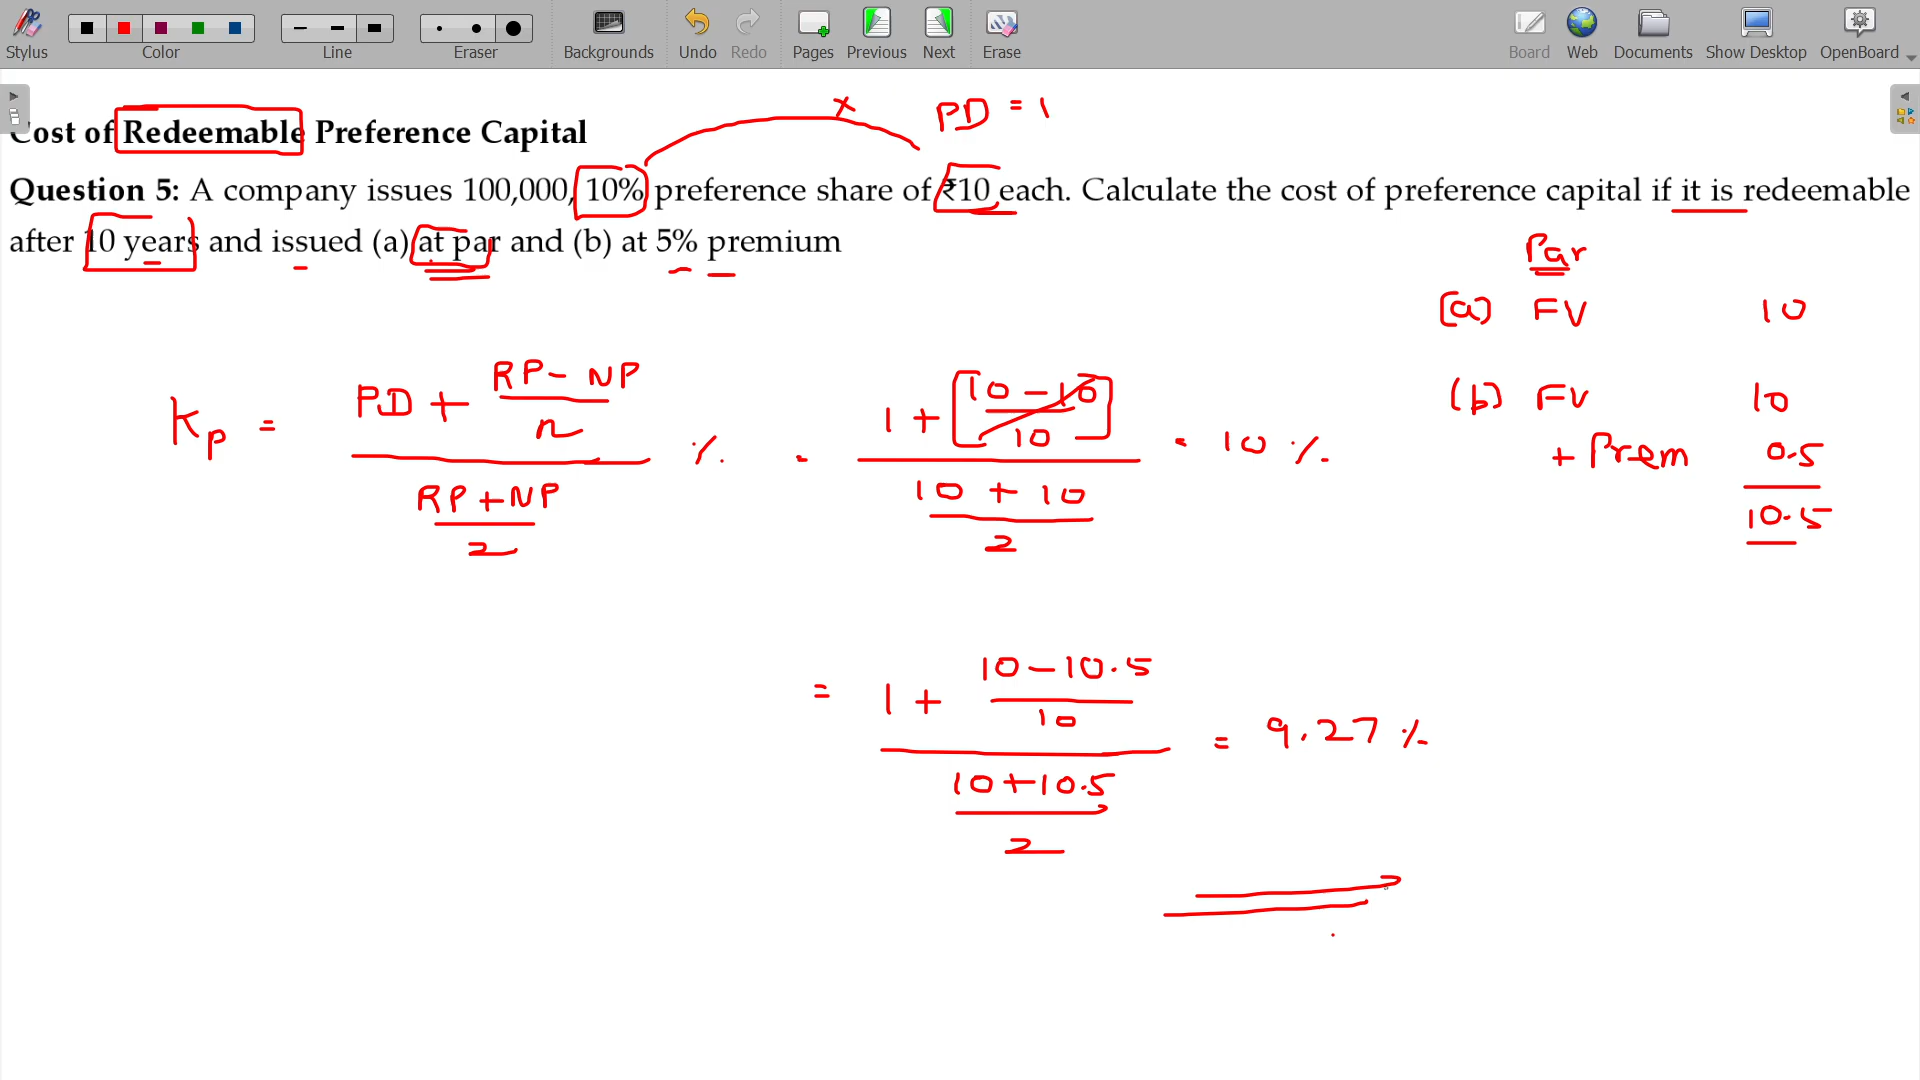 Stylus Color Line Eraser Backgrounds Undo Redo Pages Previous Next Erase Board Web Documents Show Desktop OpenBoard
x PD = 1
Cost of Redeemable Preference Capital
Question 5: A company issues 100,000, 10% preference share of ₹10 each. Calculate the cost of preference capital if it is redeemable
after 10 years and issued (a) at par and (b) at 5% premium
Par
(a) FV 10
(b) FV 10
+ Prem 0.5
10.5
RP - NP
PD + n
Kp = %
RP + NP
2
10 - 10
1 + 10
= = 10 %
10 + 10
2
10 - 10.5
= 1 + 10
= 9.27 %
10 + 10.5
2